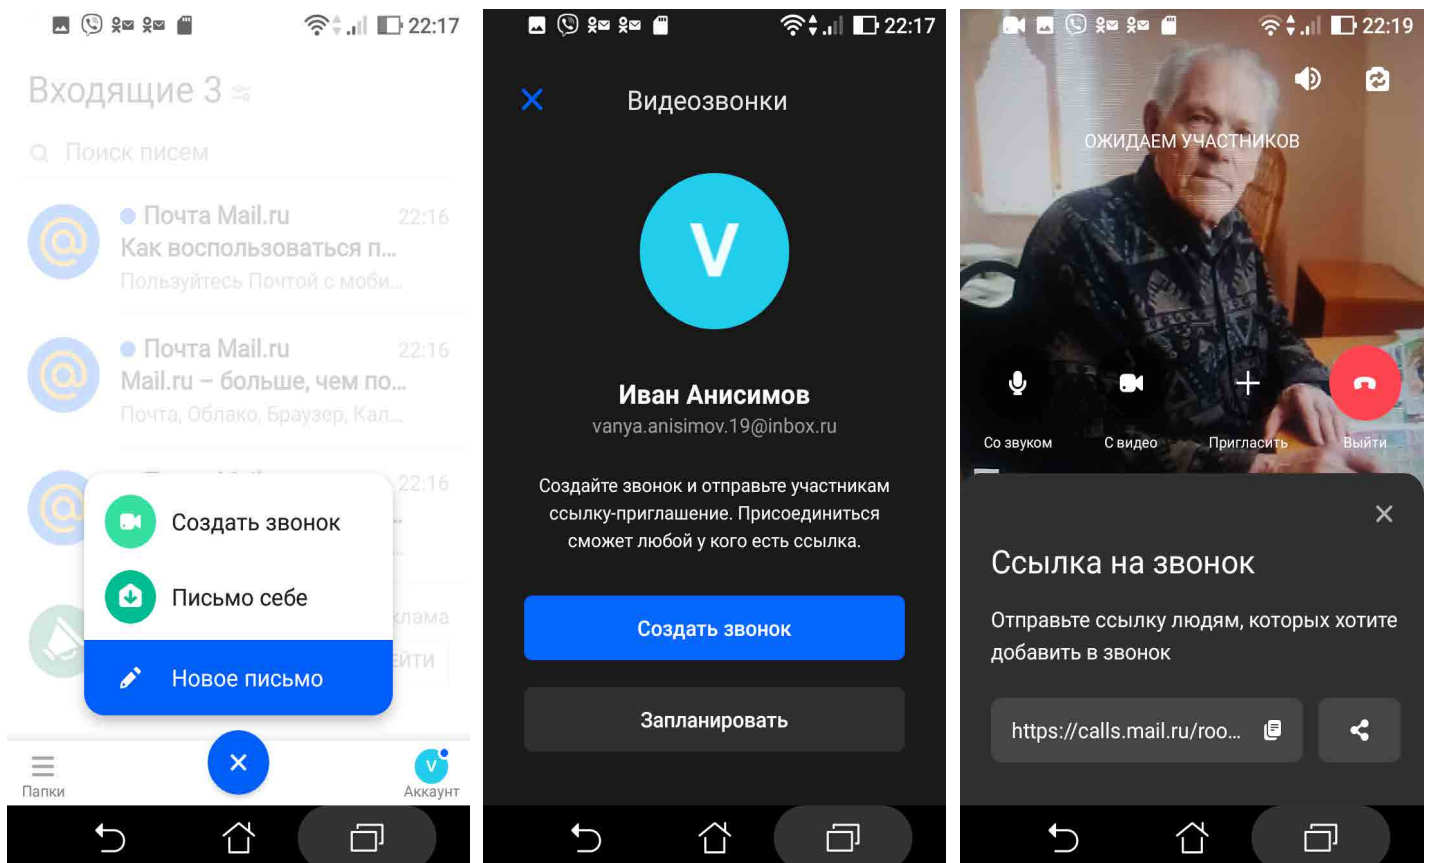 22:17
Входящие 3
Поиск писем
Почта Mail.ru 22:16
Как воспользоваться п...
Пользуйтесь Почтой с моби...
Почта Mail.ru 22:16
Mail.ru – больше, чем по...
Почта, Облако, Браузер, Кал...
22:16
Создать звонок
Письмо себе
клама
ЙТИ
Новое письмо
V
Папки
Аккаунт
22:17
Видеозвонки
V
Иван Анисимов
vanya.anisimov.19@inbox.ru
Создайте звонок и отправьте участникам
ссылку-приглашение. Присоединиться
сможет любой у кого есть ссылка.
Создать звонок
Запланировать
22:19
ОЖИДАЕМ УЧАСТНИКОВ
Со звуком
С видео
Пригласить
Выйти
Ссылка на звонок
Отправьте ссылку людям, которых хотите
добавить в звонок
https://calls.mail.ru/roo...